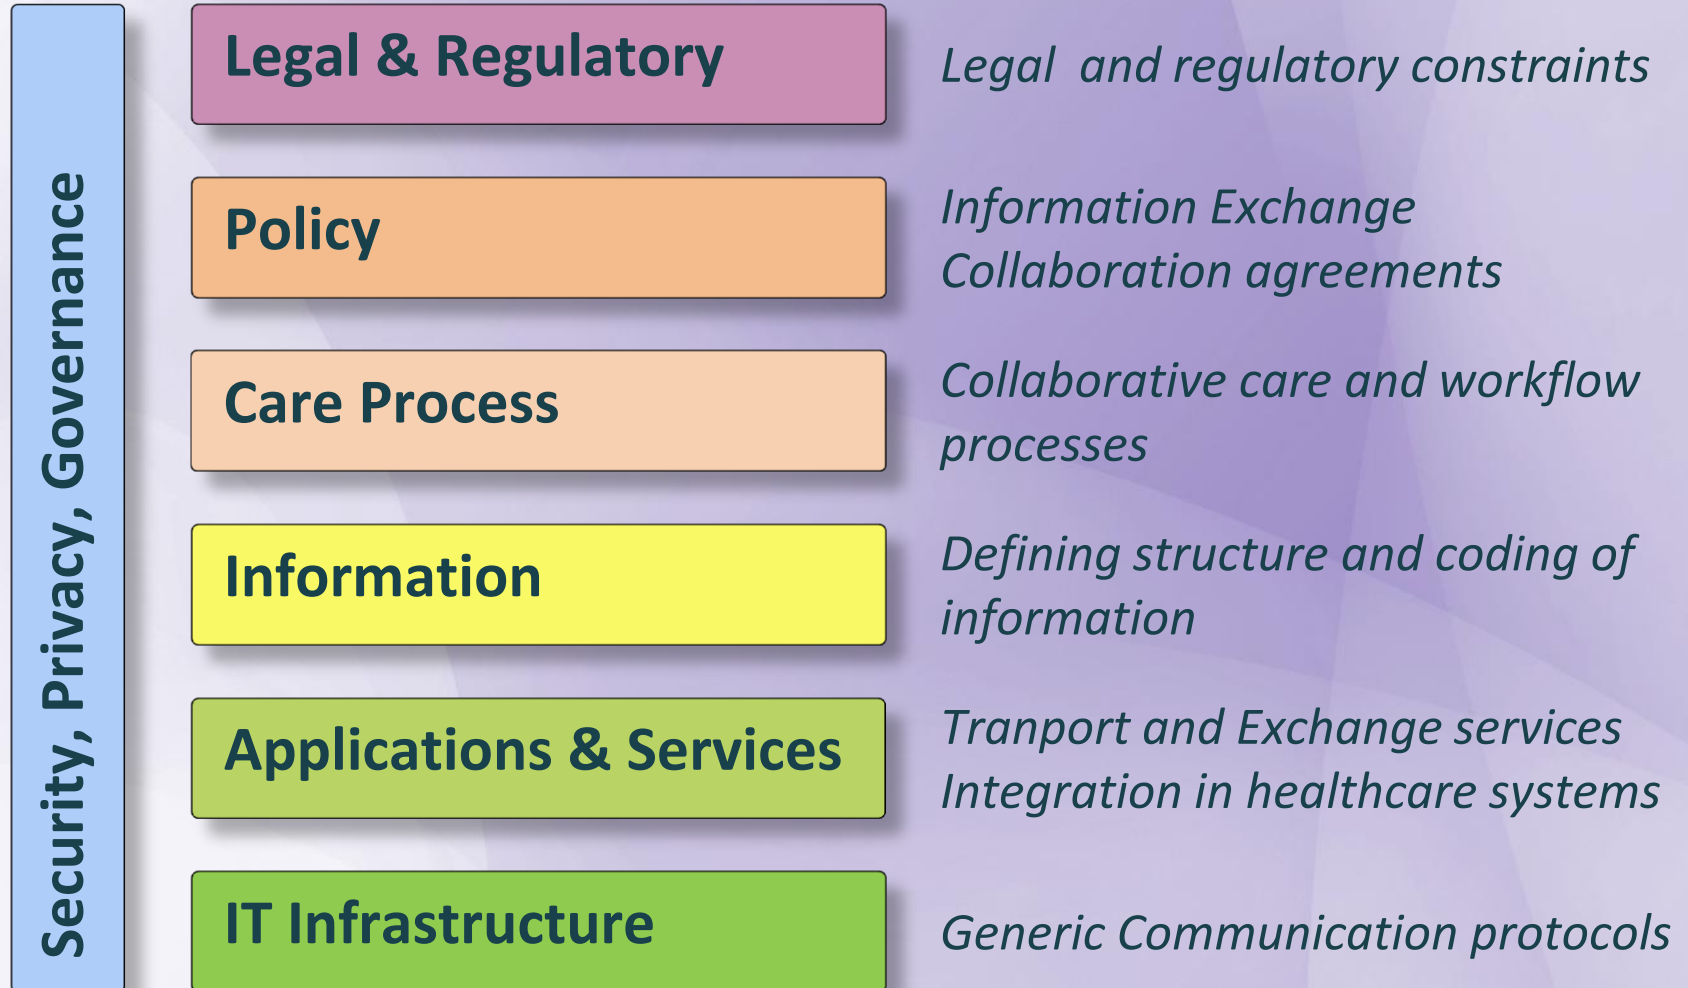 Security, Privacy, Governance
Legal & Regulatory
Legal and regulatory constraints
Policy
Information Exchange
Collaboration agreements
Care Process
Collaborative care and workflow
processes
Information
Defining structure and coding of
information
Applications & Services
Tranport and Exchange services
Integration in healthcare systems
IT Infrastructure
Generic Communication protocols